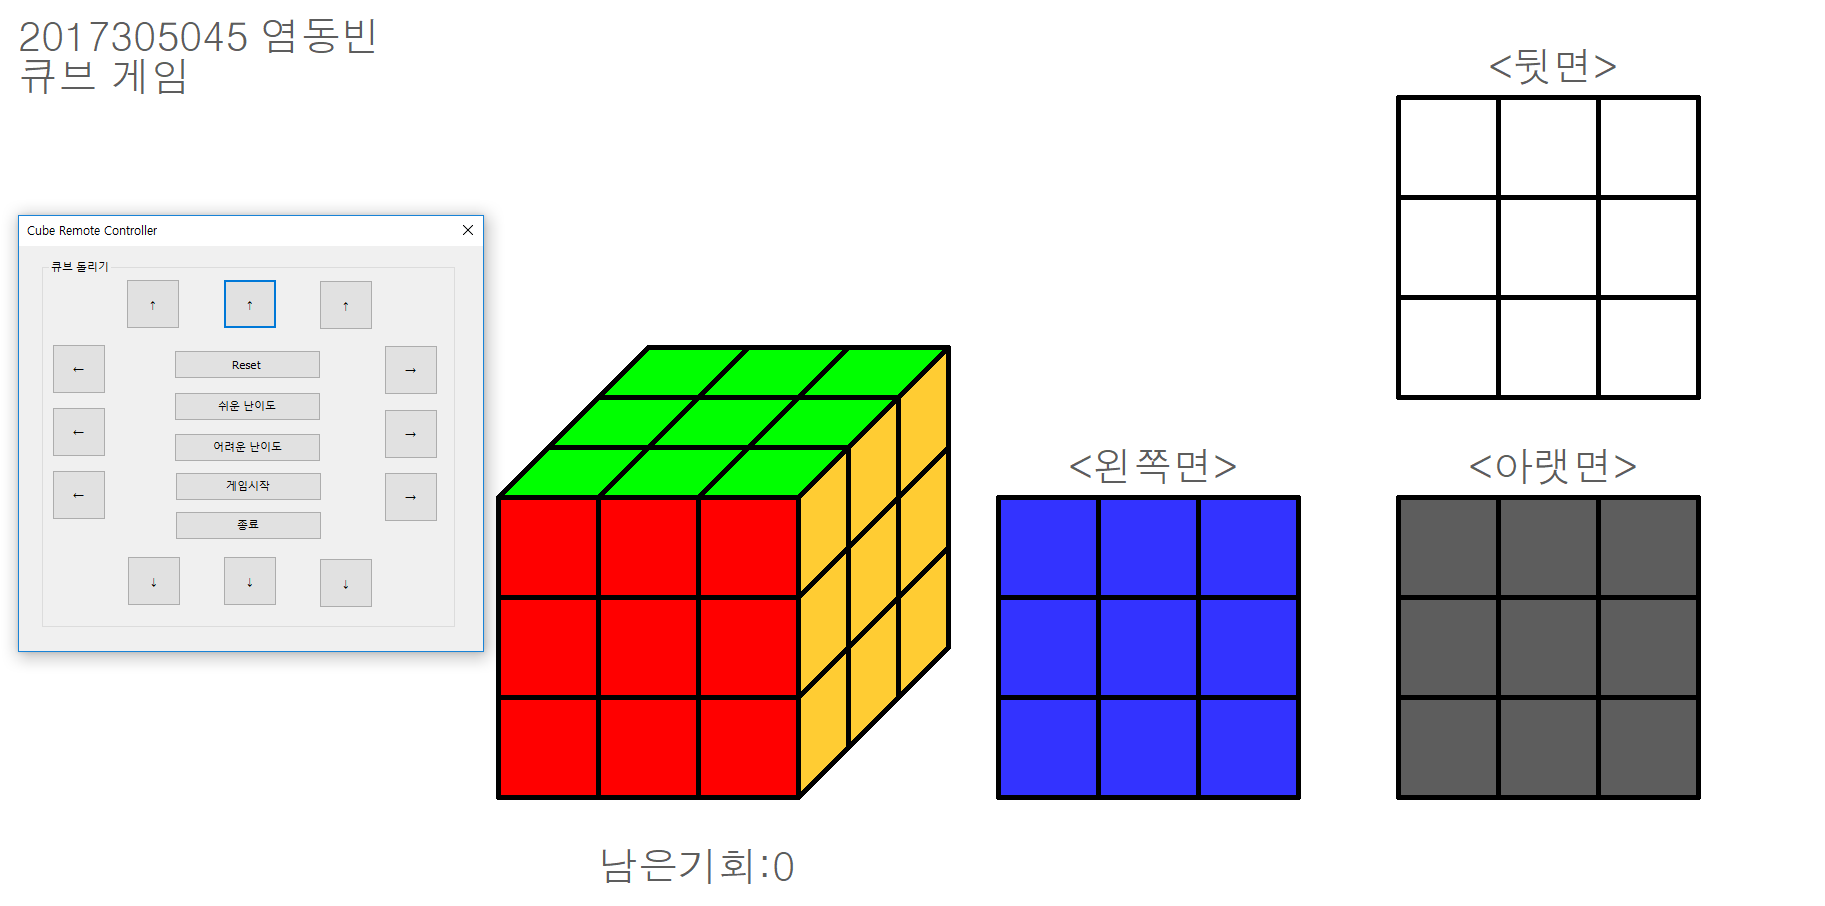 2017305045 염동빈
큐브 게임
<뒷면>
Cube Remote Controller
큐브 돌리기
↑ ↑ ↑
← Reset →
쉬운 난이도
← 어려운 난이도 →
게임시작
← →
종료
↓ ↓ ↓
<왼쪽면> <아랫면>
남은기회:0